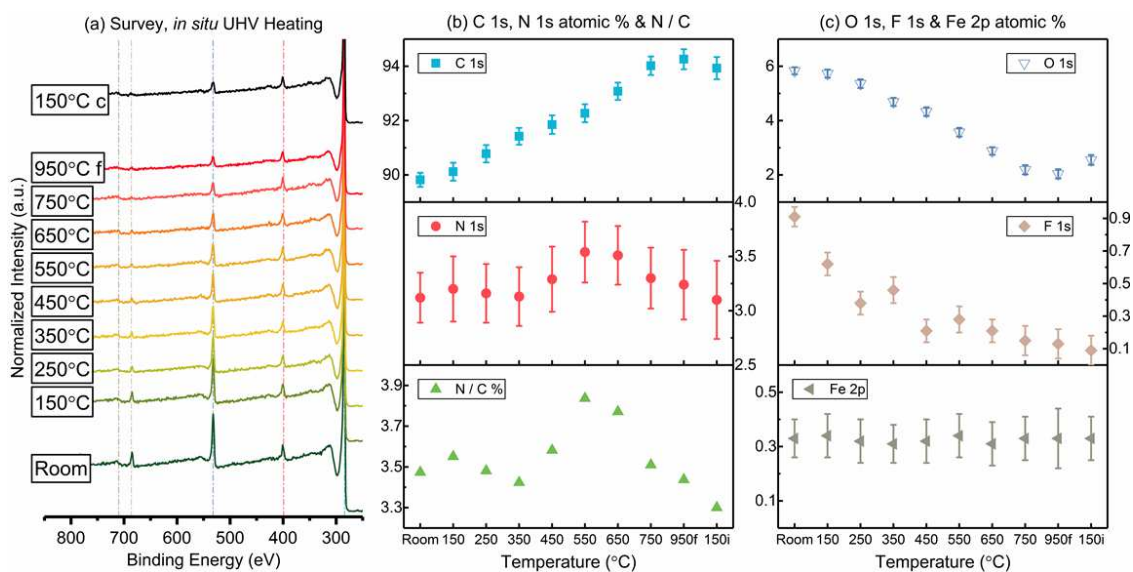 (a) Survey, in situ UHV Heating
150°C c
950°C f
750°C
650°C
550°C
450°C
350°C
250°C
150°C
Room
Normalized Intensity (a.u.)
800 700 600 500 400 300
Binding Energy (eV)
(b) C 1s, N 1s atomic % & N / C
C 1s
94
92
90
N 1s
4.0
3.5
3.0
2.5
N / C %
3.9
3.7
3.5
3.3
Room 150 250 350 450 550 650 750 950f 150i
Temperature (°C)
(c) O 1s, F 1s & Fe 2p atomic %
O 1s
6
4
2
F 1s
0.9
0.7
0.5
0.3
0.1
Fe 2p
0.5
0.3
0.1
Room 150 250 350 450 550 650 750 950f 150i
Temperature (°C)